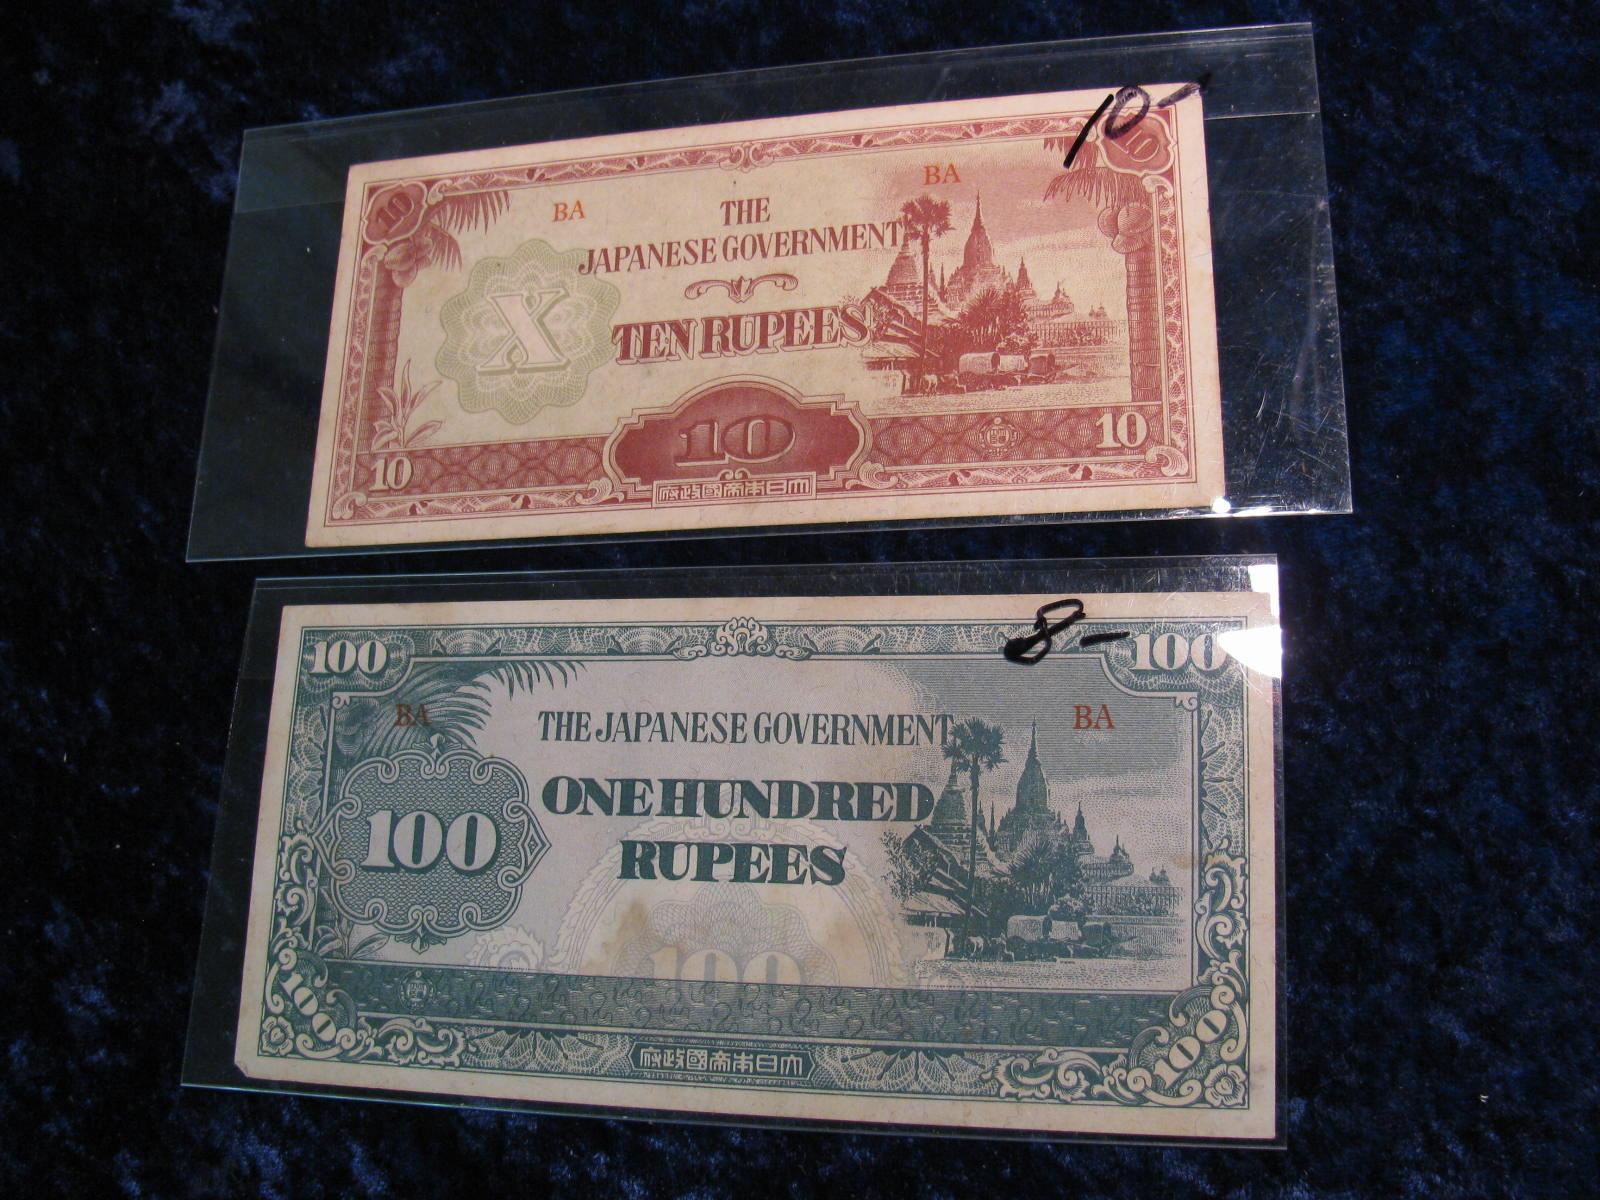 10-
10
10
BA
BA
THE
JAPANESE GOVERNMENT
X
TEN RUPEES
10
10
10
府政國帝本日大
8-
100
100
BA
BA
THE JAPANESE GOVERNMENT
ONE HUNDRED
100
RUPEES
100
100
100
府政國帝本日大